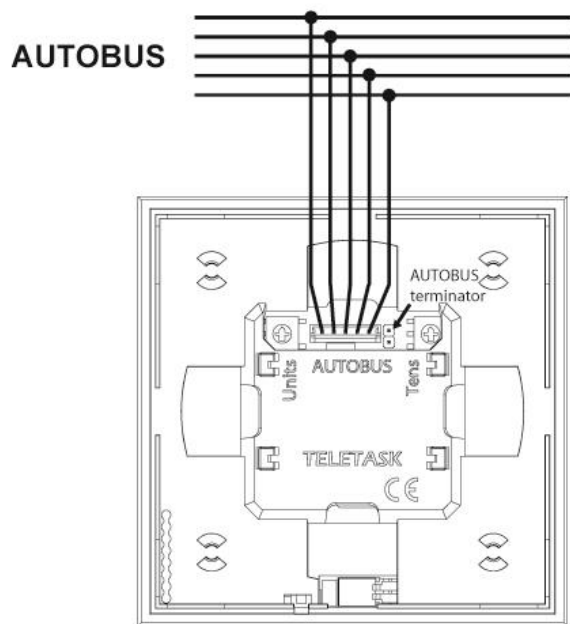 AUTOBUS
AUTOBUS
terminator
Units
AUTOBUS
Tens
TELETASK
CE